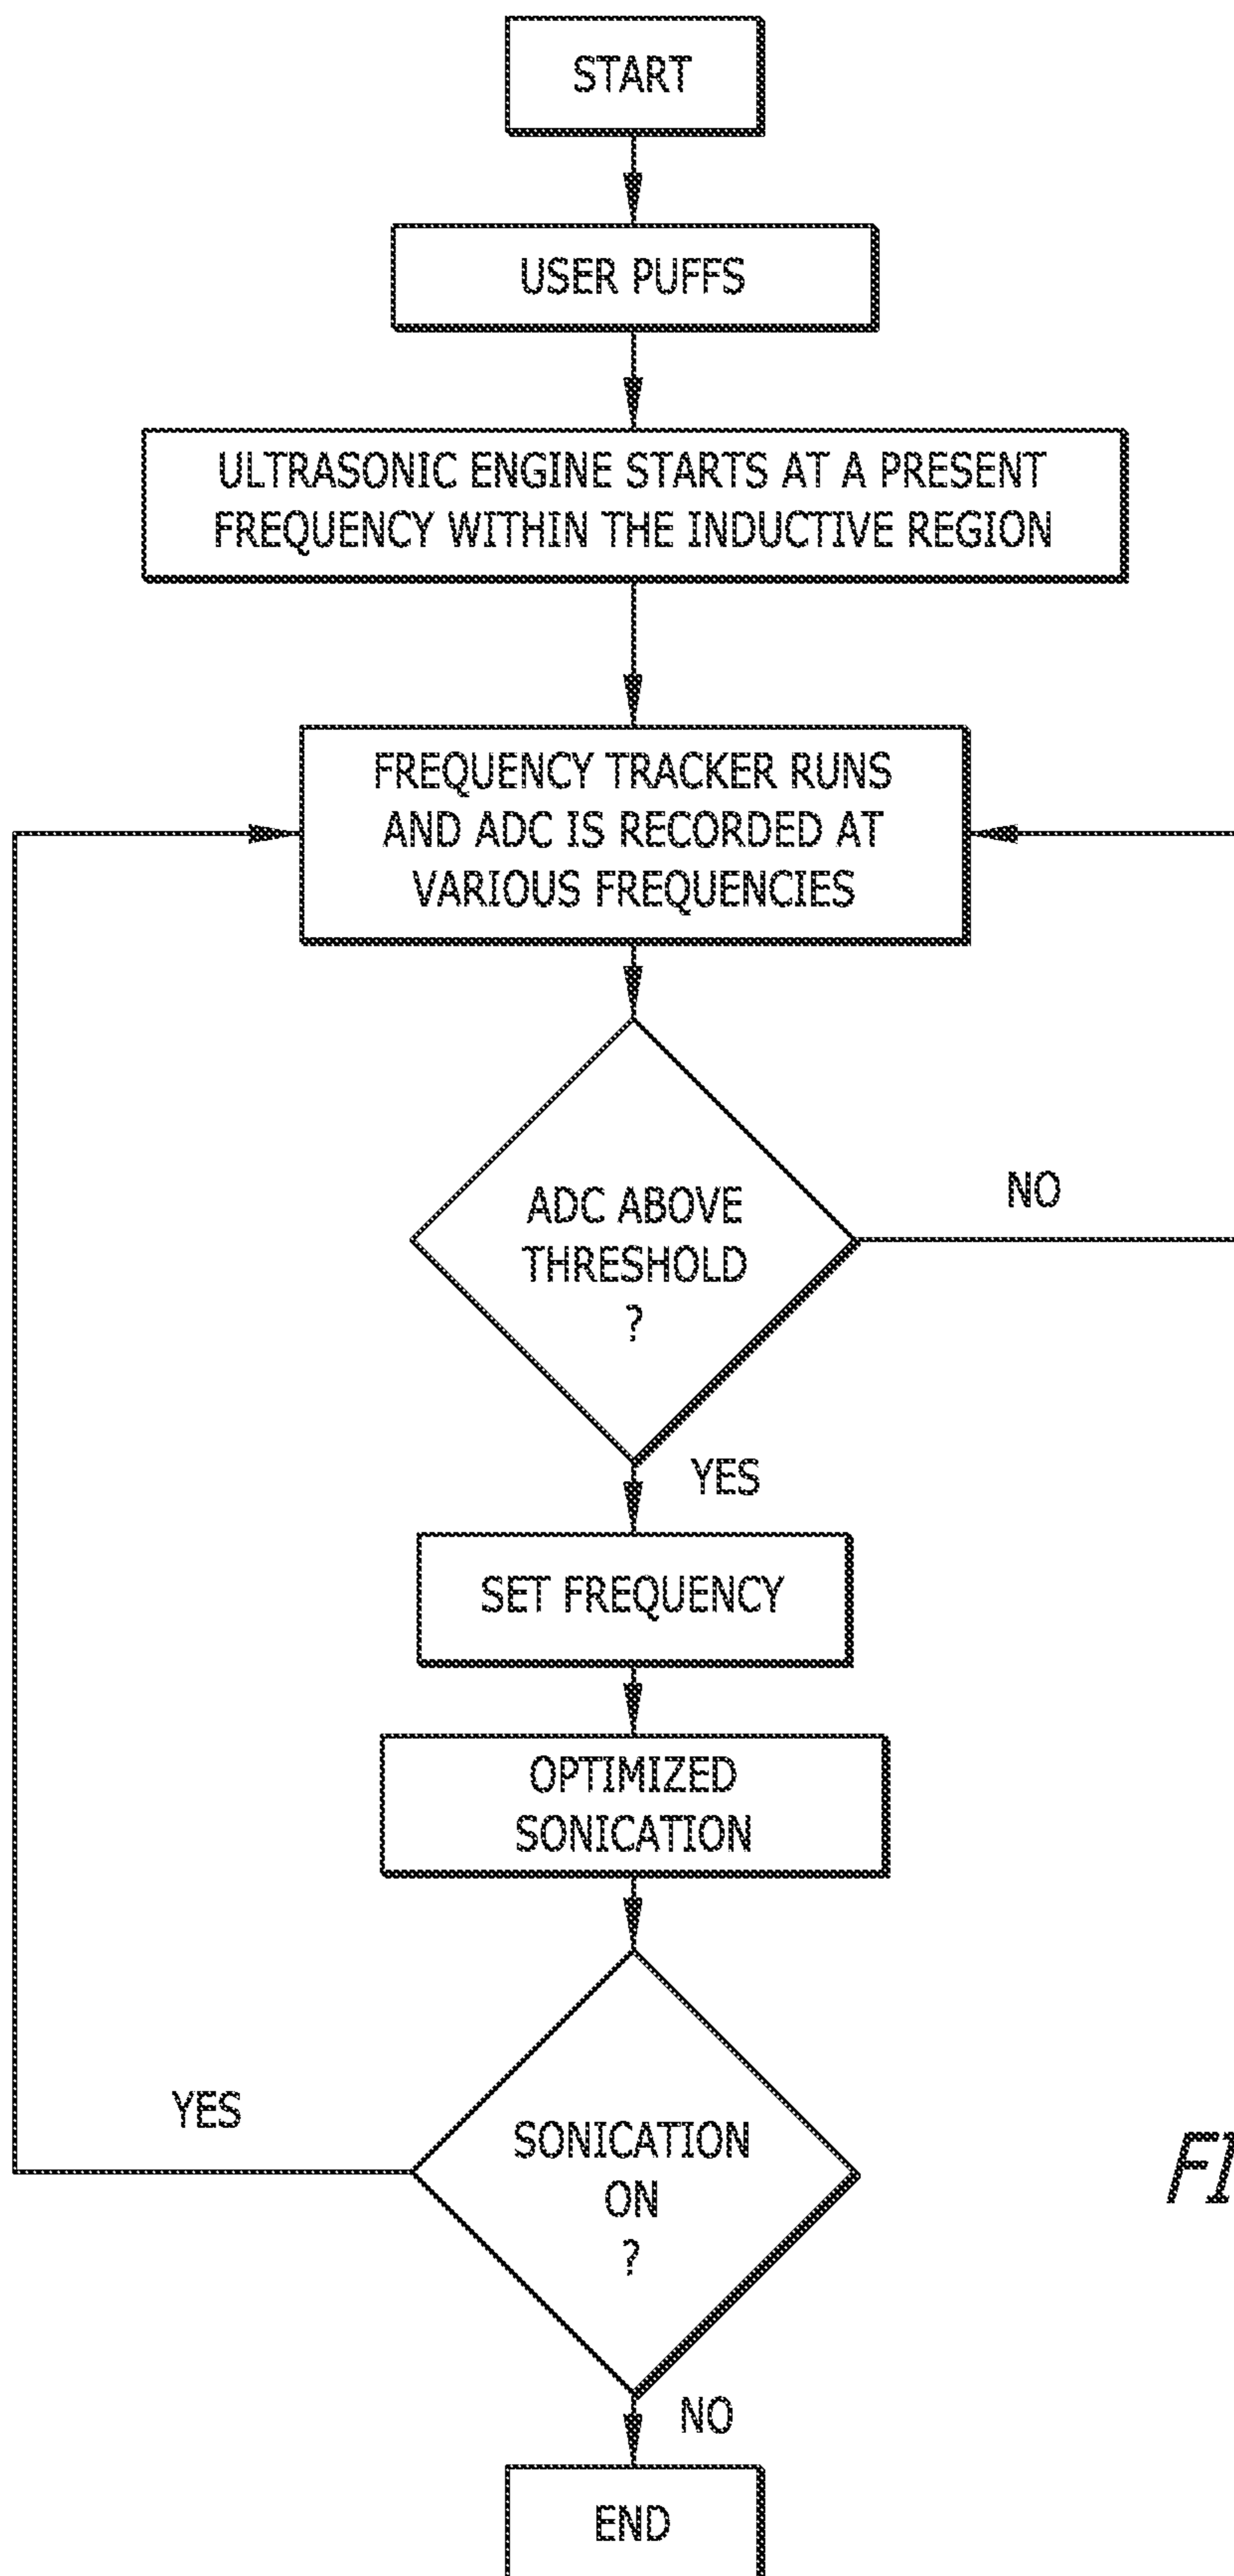 START
USER PUFFS
ULTRASONIC ENGINE STARTS AT A PRESENT
FREQUENCY WITHIN THE INDUCTIVE REGION
FREQUENCY TRACKER RUNS
AND ADC IS RECORDED AT
VARIOUS FREQUENCIES
ADC ABOVE
THRESHOLD
?
NO
YES
SET FREQUENCY
OPTIMIZED
SONICATION
YES
SONICATION
ON
?
FI
NO
END